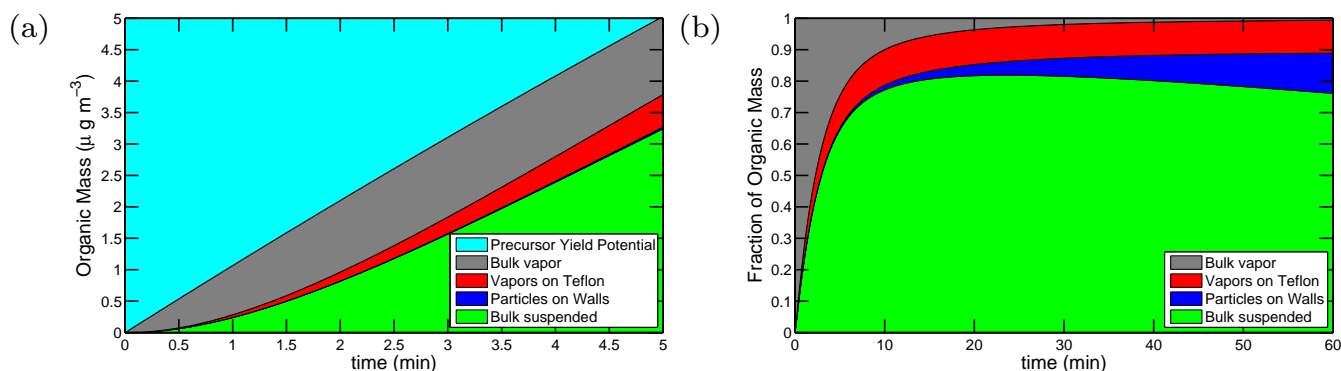 (a)
Organic Mass (μ g m⁻³)
5
4.5
4
3.5
3
2.5
2
1.5
1
0.5
0
Precursor Yield Potential
Bulk vapor
Vapors on Teflon
Particles on Walls
Bulk suspended
0 0.5 1 1.5 2 2.5 3 3.5 4 4.5 5
time (min)
(b)
Fraction of Organic Mass
1
0.9
0.8
0.7
0.6
0.5
0.4
0.3
0.2
0.1
0
Bulk vapor
Vapors on Teflon
Particles on Walls
Bulk suspended
0 10 20 30 40 50 60
time (min)